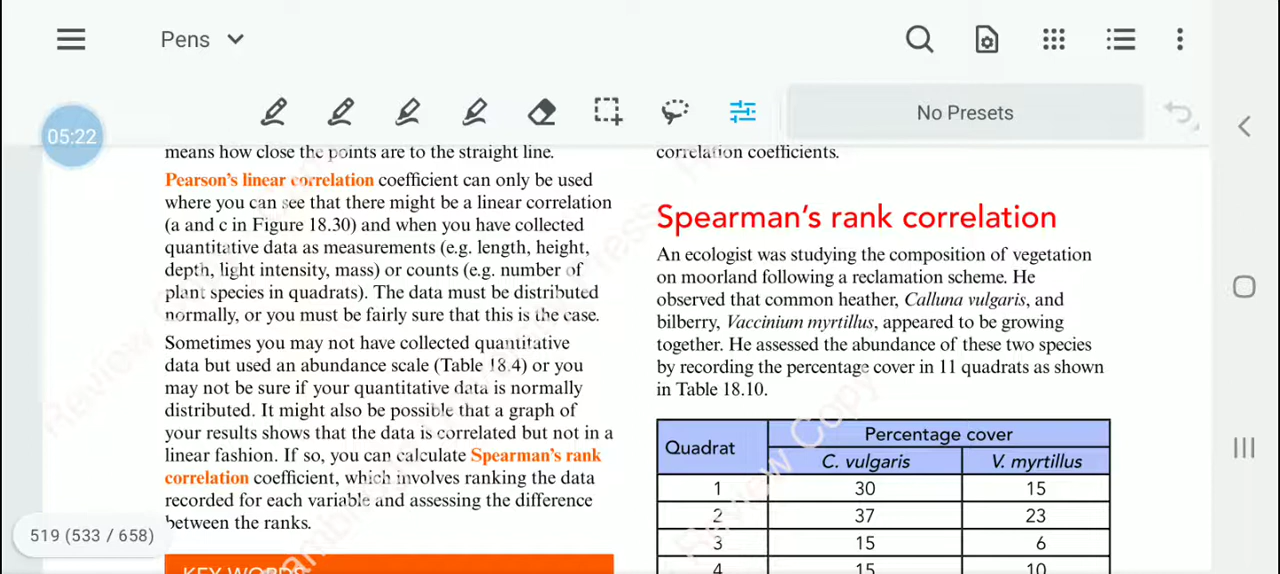 Pens
No Presets
05:22
means how close the points are to the straight line.
Pearson's linear correlation coefficient can only be used
where you can see that there might be a linear correlation
(a and c in Figure 18.30) and when you have collected
quantitative data as measurements (e.g. length, height,
depth, light intensity, mass) or counts (e.g. number of
plant species in quadrats). The data must be distributed
normally, or you must be fairly sure that this is the case.
Sometimes you may not have collected quantitative
data but used an abundance scale (Table 18.4) or you
may not be sure if your quantitative data is normally
distributed. It might also be possible that a graph of
your results shows that the data is correlated but not in a
linear fashion. If so, you can calculate Spearman's rank
correlation coefficient, which involves ranking the data
recorded for each variable and assessing the difference
between the ranks.
KEY WORDS
519 (533 / 658)
correlation coefficients.
Spearman's rank correlation
An ecologist was studying the composition of vegetation
on moorland following a reclamation scheme. He
observed that common heather, Calluna vulgaris, and
bilberry, Vaccinium myrtillus, appeared to be growing
together. He assessed the abundance of these two species
by recording the percentage cover in 11 quadrats as shown
in Table 18.10.
Quadrat Percentage cover
C. vulgaris V. myrtillus
1 30 15
2 37 23
3 15 6
4 15 10
Review Copy